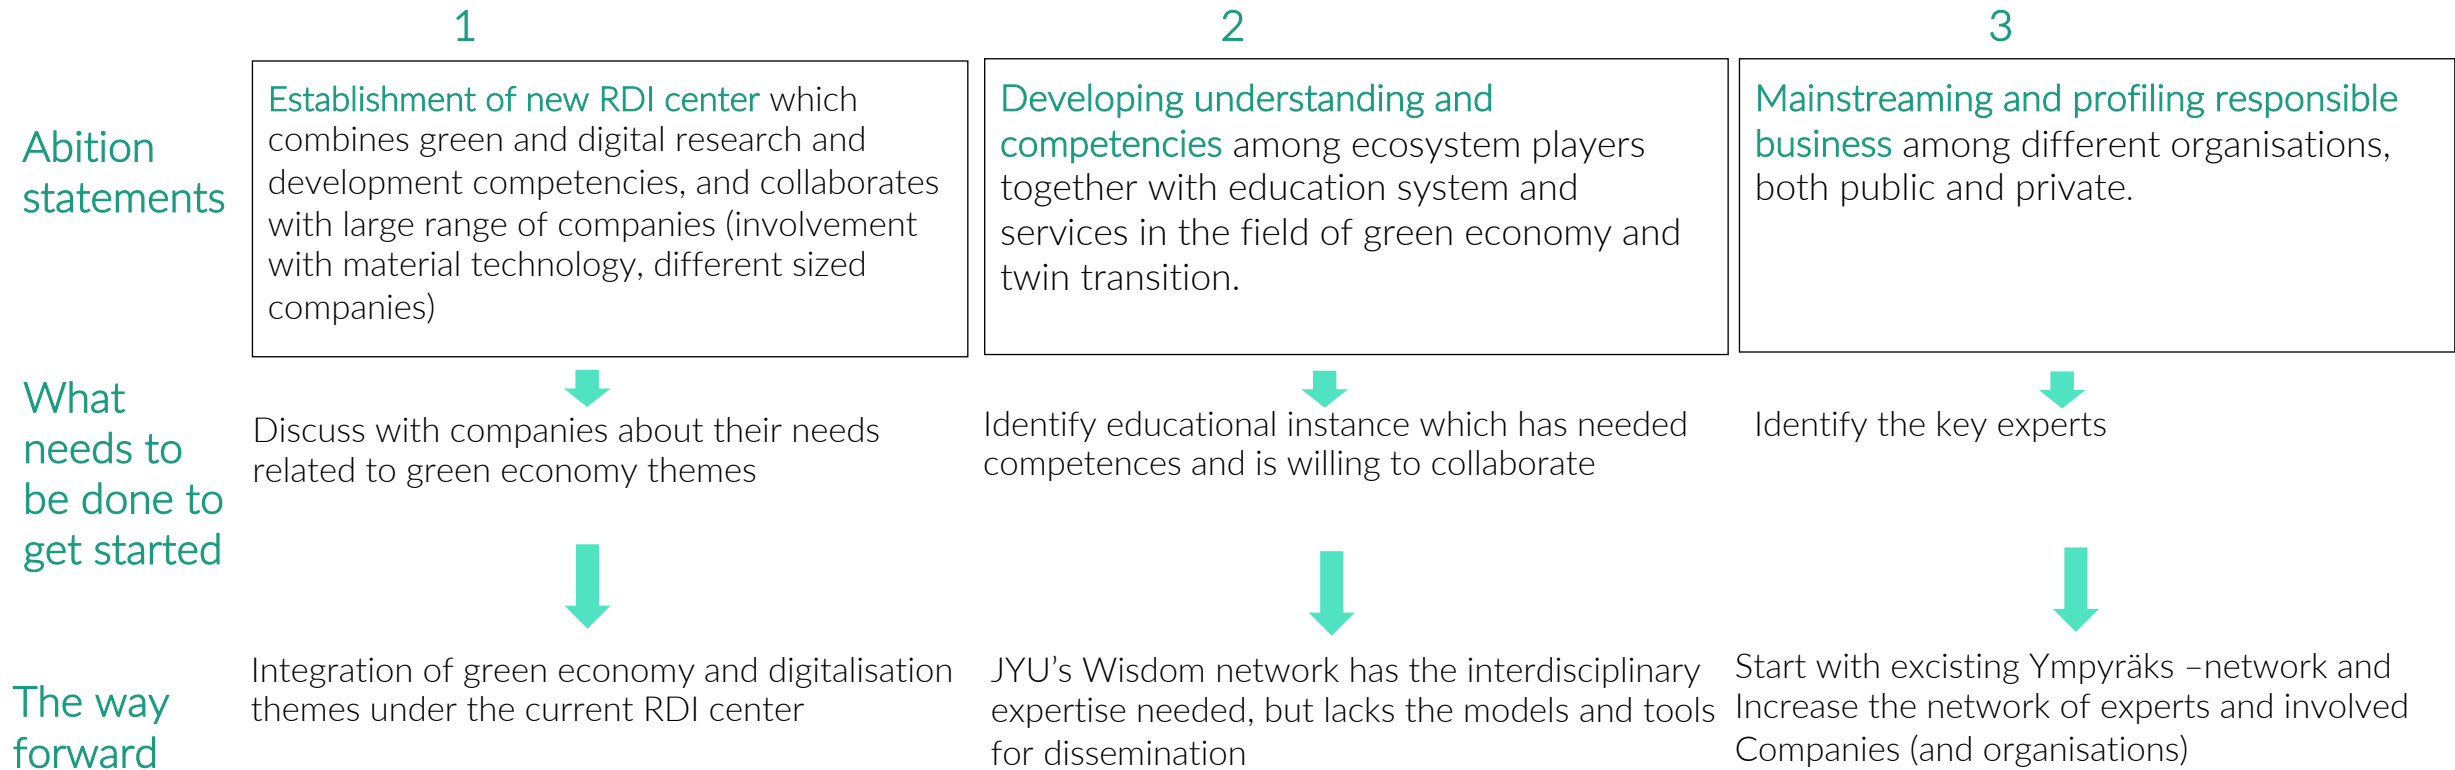 1
2
3
Abition
statements
Establishment of new RDI center which
combines green and digital research and
development competencies, and collaborates
with large range of companies (involvement
with material technology, different sized
companies)
Developing understanding and
competencies among ecosystem players
together with education system and
services in the field of green economy and
twin transition.
Mainstreaming and profiling responsible
business among different organisations,
both public and private.
What
needs to
be done to
get started
Discuss with companies about their needs
related to green economy themes
Identify educational instance which has needed
competences and is willing to collaborate
Identify the key experts
The way
forward
Integration of green economy and digitalisation
themes under the current RDI center
JYU’s Wisdom network has the interdisciplinary
expertise needed, but lacks the models and tools
for dissemination
Start with excisting Ympyräks –network and
Increase the network of experts and involved
Companies (and organisations)